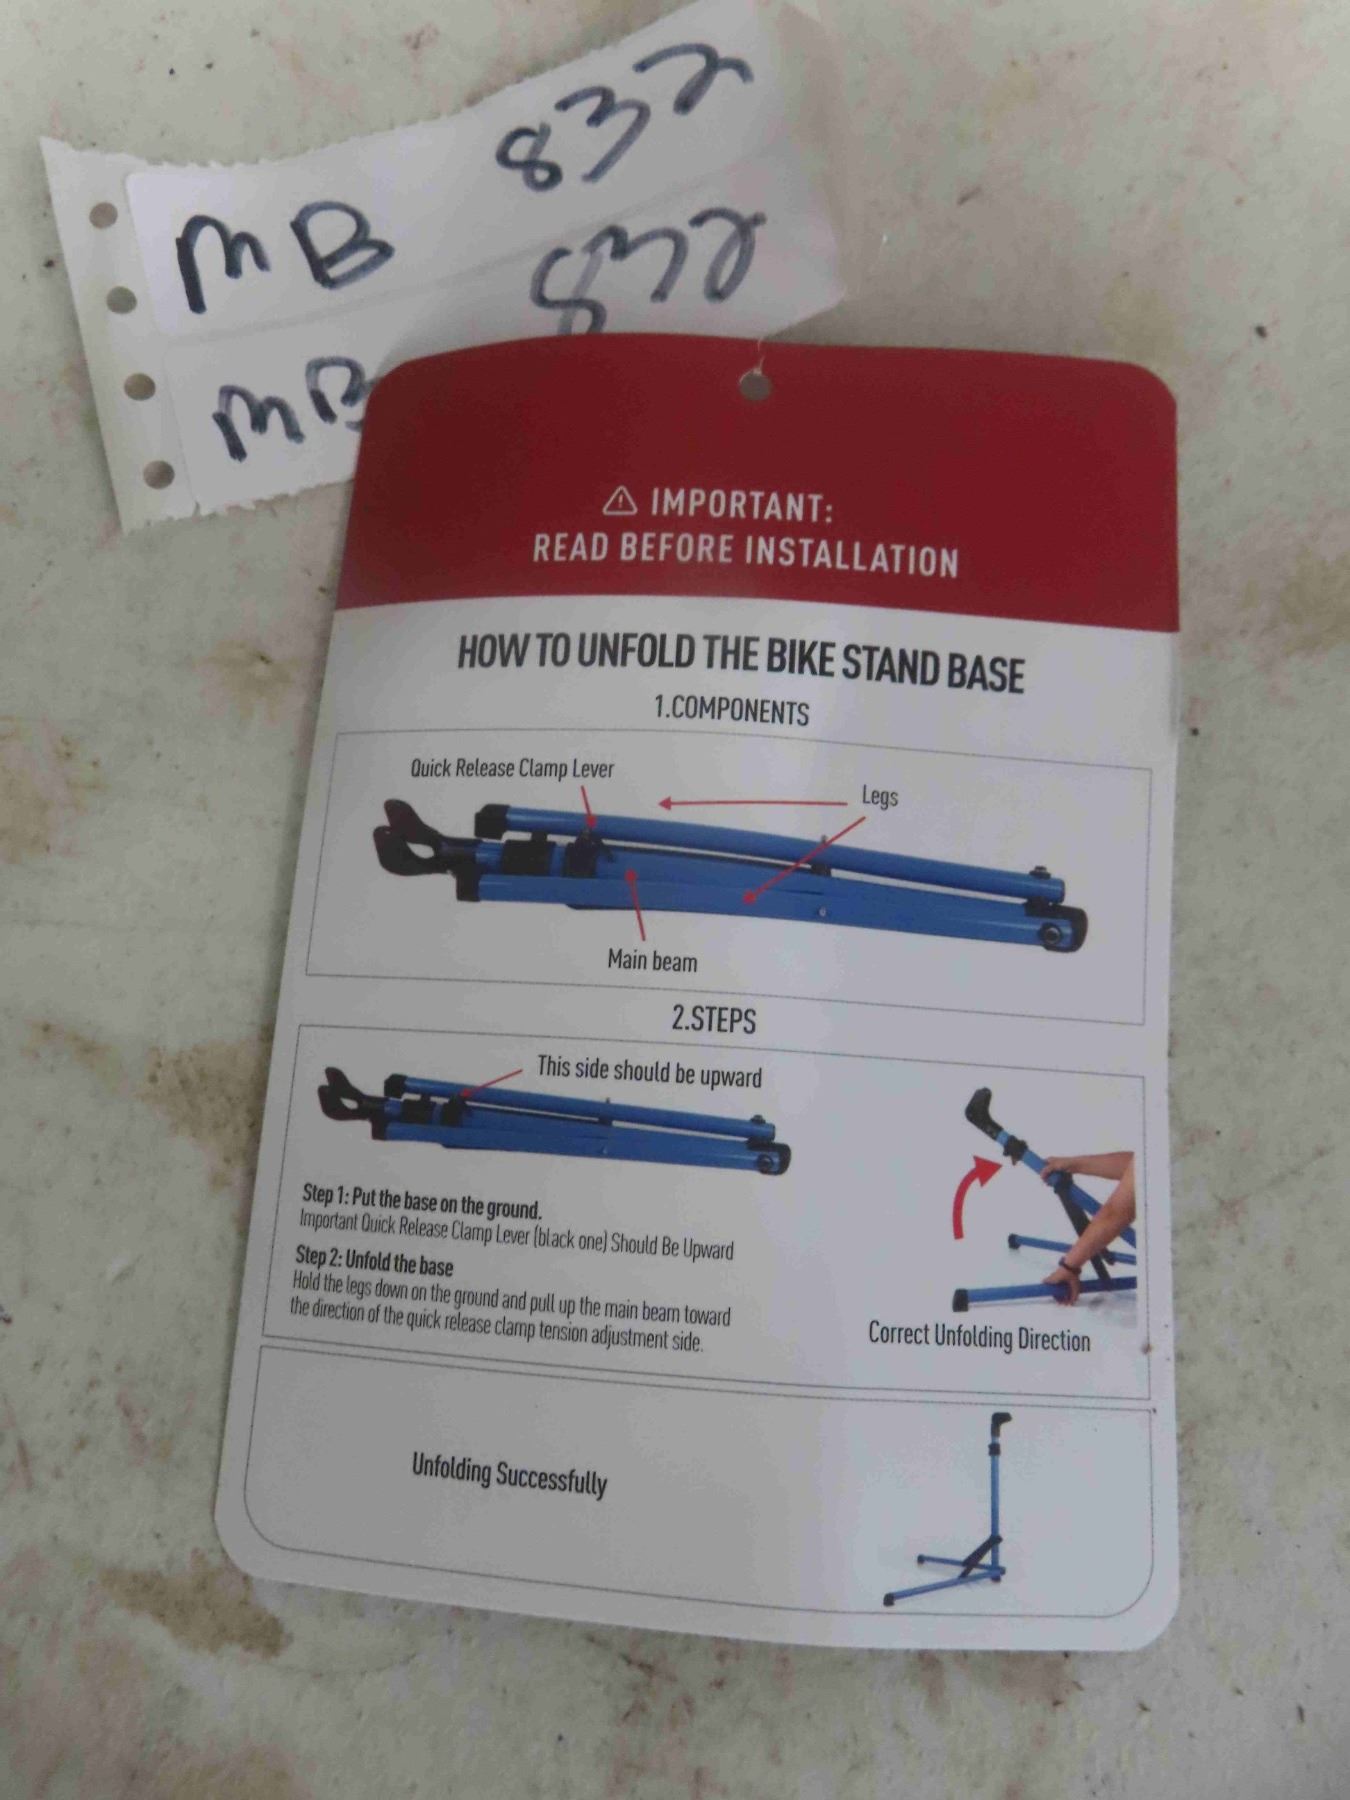 MB 832
MB 832
IMPORTANT:
READ BEFORE INSTALLATION
HOW TO UNFOLD THE BIKE STAND BASE
1.COMPONENTS
Quick Release Clamp Lever
Legs
Main beam
2.STEPS
This side should be upward
Step 1: Put the base on the ground.
Important Quick Release Clamp Lever (black one) Should Be Upward
Step 2: Unfold the base
Hold the legs down on the ground and pull up the main beam toward
the direction of the quick release clamp tension adjustment side.
Correct Unfolding Direction
Unfolding Successfully